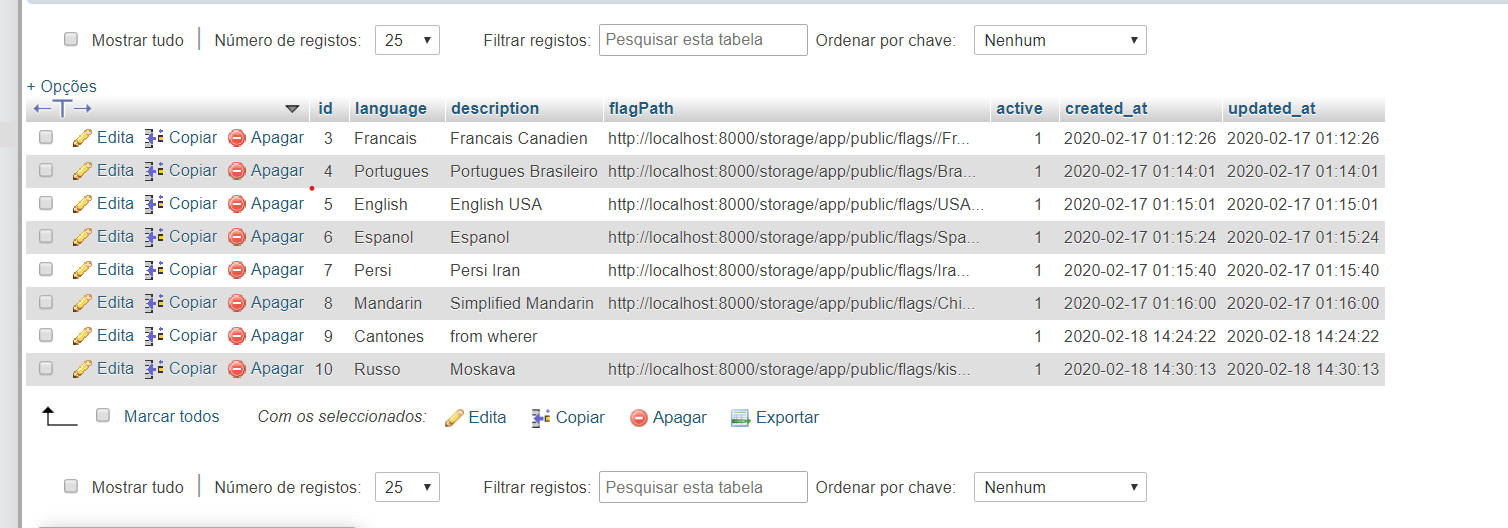 Mostrar tudo Número de registos: 25 Filtrar registos: Pesquisar esta tabela Ordenar por chave: Nenhum
+ Opções
←T→ id language description flagPath active created_at updated_at
Edita Copiar Apagar 3 Francais Francais Canadien http://localhost:8000/storage/app/public/flags//Fr... 1 2020-02-17 01:12:26 2020-02-17 01:12:26
Edita Copiar Apagar 4 Portugues Portugues Brasileiro http://localhost:8000/storage/app/public/flags/Bra... 1 2020-02-17 01:14:01 2020-02-17 01:14:01
Edita Copiar Apagar 5 English English USA http://localhost:8000/storage/app/public/flags/USA... 1 2020-02-17 01:15:01 2020-02-17 01:15:01
Edita Copiar Apagar 6 Espanol Espanol http://localhost:8000/storage/app/public/flags/Spa... 1 2020-02-17 01:15:24 2020-02-17 01:15:24
Edita Copiar Apagar 7 Persi Persi Iran http://localhost:8000/storage/app/public/flags/Ira... 1 2020-02-17 01:15:40 2020-02-17 01:15:40
Edita Copiar Apagar 8 Mandarin Simplified Mandarin http://localhost:8000/storage/app/public/flags/Chi... 1 2020-02-17 01:16:00 2020-02-17 01:16:00
Edita Copiar Apagar 9 Cantones from wherer 1 2020-02-18 14:24:22 2020-02-18 14:24:22
Edita Copiar Apagar 10 Russo Moskava http://localhost:8000/storage/app/public/flags/kis... 1 2020-02-18 14:30:13 2020-02-18 14:30:13
Marcar todos Com os seleccionados: Edita Copiar Apagar Exportar
Mostrar tudo Número de registos: 25 Filtrar registos: Pesquisar esta tabela Ordenar por chave: Nenhum